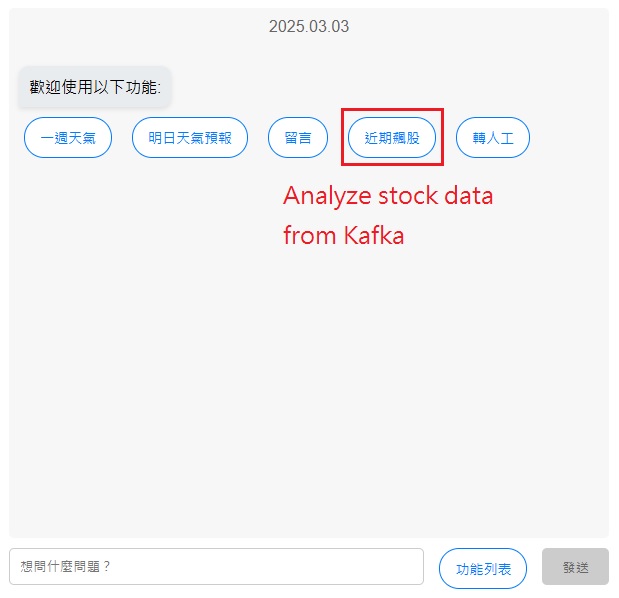 2025.03.03
歡迎使用以下功能:
一週天氣 明日天氣預報 留言 近期飆股 轉人工
Analyze stock data
from Kafka
想問什麼問題？ 功能列表 發送